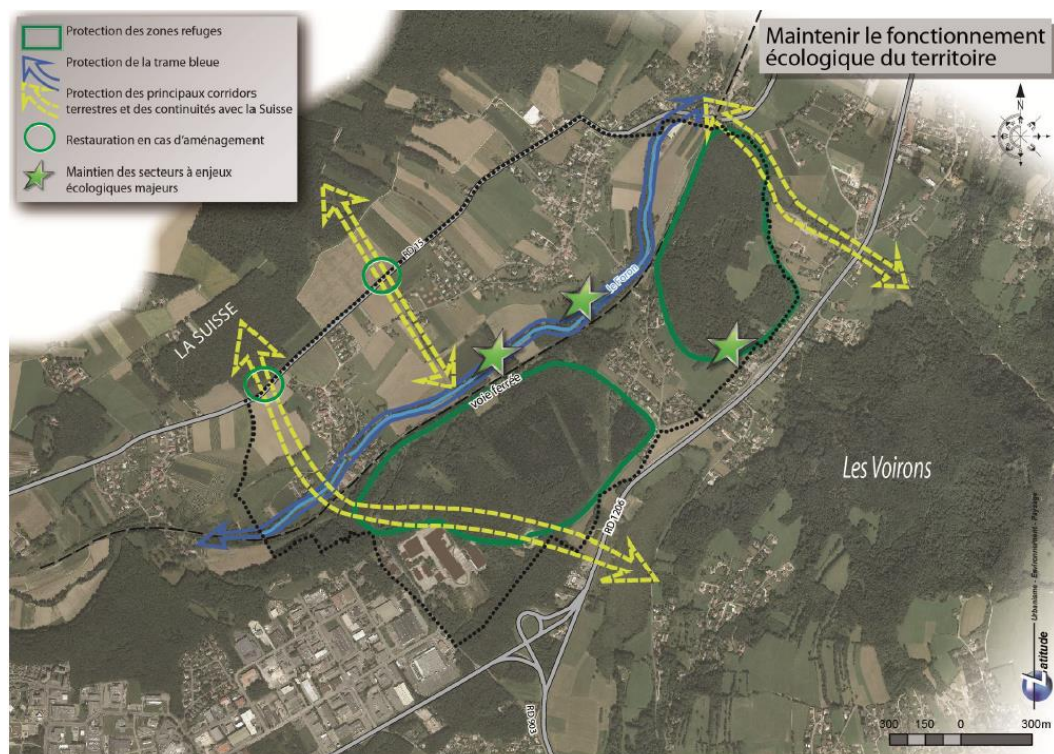 Protection des zones refuges
Protection de la trame bleue
Protection des principaux corridors
terrestres et des continuités avec la Suisse
Restauration en cas d'aménagement
Maintien des secteurs à enjeux
écologiques majeurs
Maintenir le fonctionnement
écologique du territoire
N
RD 15
le Foron
LA SUISSE
voie ferrée
Les Voirons
RD 1206
RD 903
Urbanisme - Environnement - Paysage
Latitude
300 150 0 300m